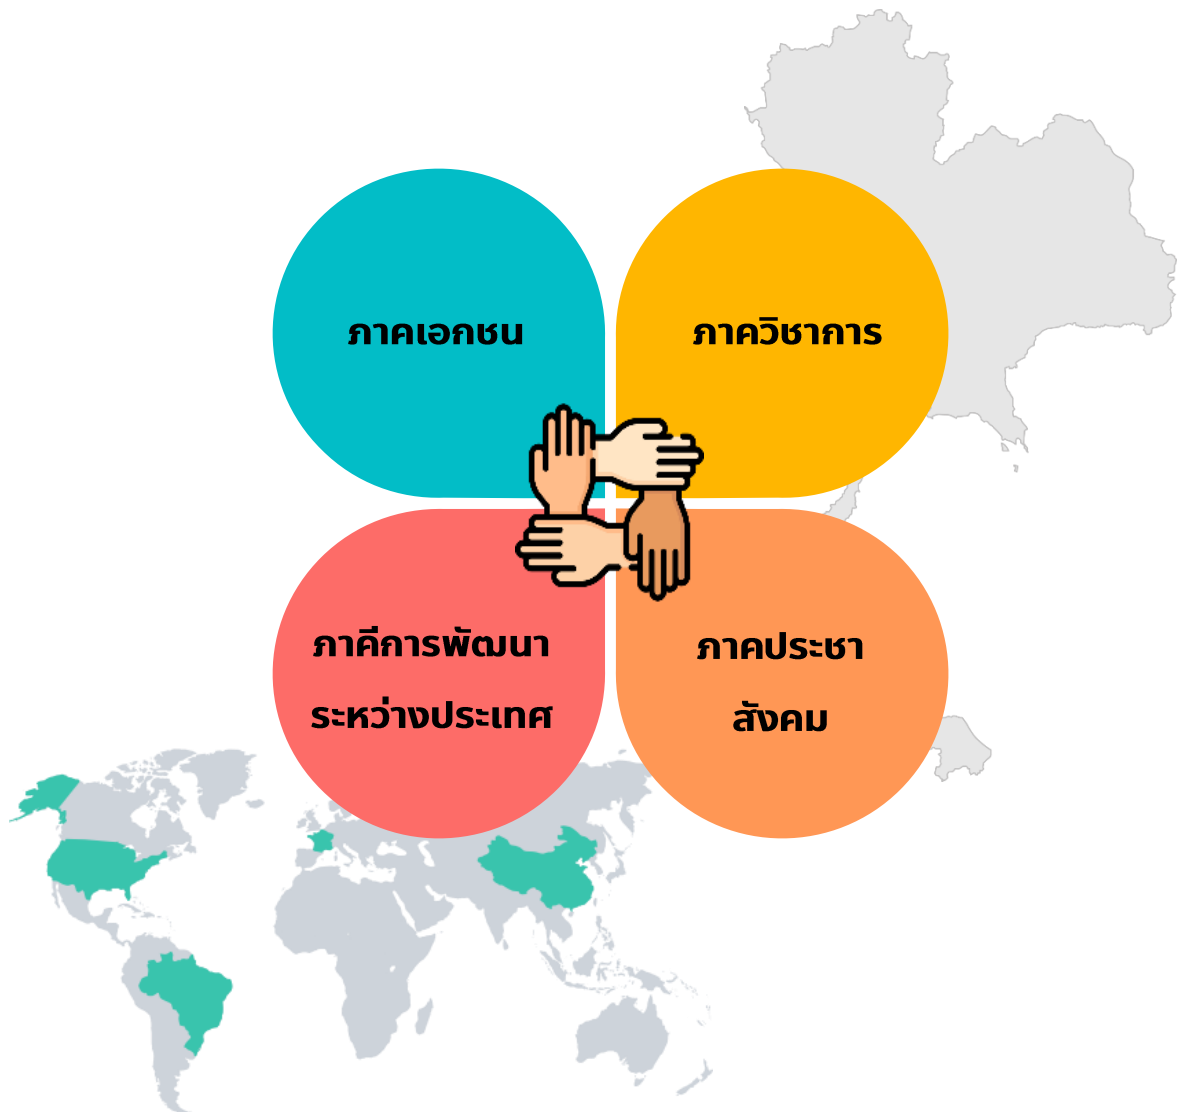 ภาคเอกชน
ภาควิชาการ
ภาคีการพัฒนา
ระหว่างประเทศ
ภาคประชา
สังคม